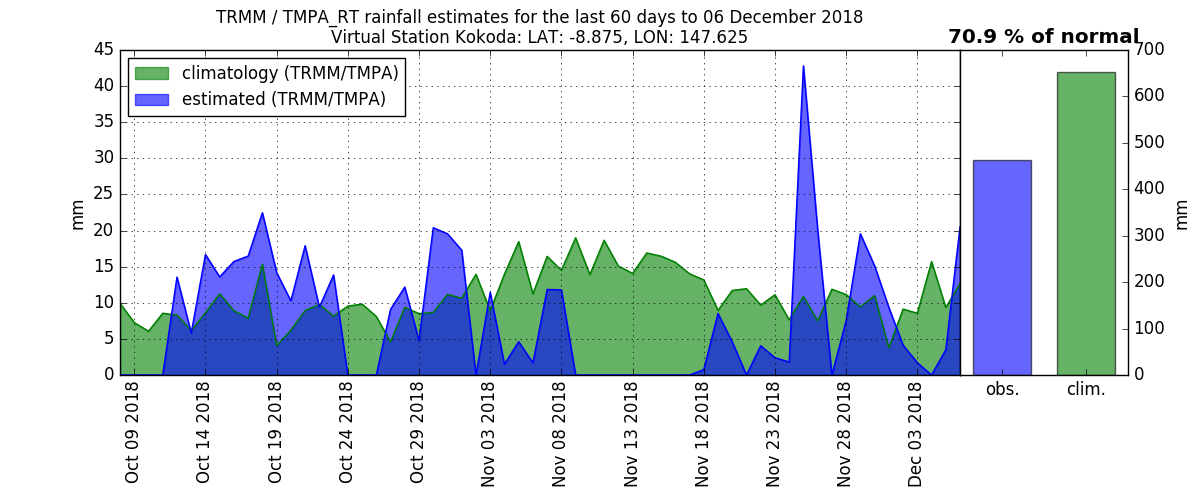 TRMM / TMPA_RT rainfall estimates for the last 60 days to 06 December 2018
Virtual Station Kokoda: LAT: -8.875, LON: 147.625
70.9 % of normal
climatology (TRMM/TMPA)
estimated (TRMM/TMPA)
mm
45
40
35
30
25
20
15
10
5
0
Oct 09 2018
Oct 14 2018
Oct 19 2018
Oct 24 2018
Oct 29 2018
Nov 03 2018
Nov 08 2018
Nov 13 2018
Nov 18 2018
Nov 23 2018
Nov 28 2018
Dec 03 2018
obs.
clim.
700
600
500
400
300
200
100
0
mm